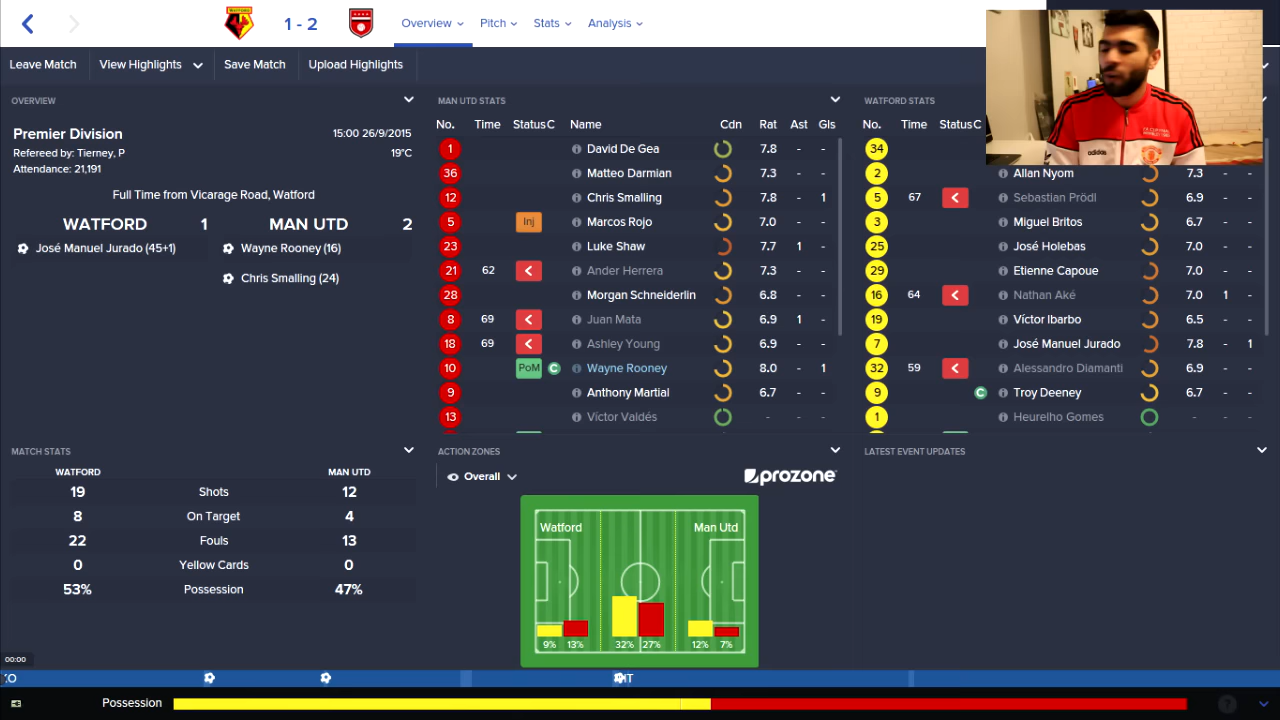 1 - 2
Overview Pitch Stats Analysis
Leave Match View Highlights Save Match Upload Highlights
OVERVIEW
Premier Division 15:00 26/9/2015
Refereed by: Tierney, P 19°C
Attendance: 21,191
Full Time from Vicarage Road, Watford
WATFORD 1 MAN UTD 2
José Manuel Jurado (45+1) Wayne Rooney (16)
Chris Smalling (24)
MAN UTD STATS
No. Time Status C Name Cdn Rat Ast Gls
1 David De Gea 7.8 - -
36 Matteo Darmian 7.3 - -
12 Chris Smalling 7.8 - 1
5 Inj Marcos Rojo 7.0 - -
23 Luke Shaw 7.7 1 -
21 62 Ander Herrera 7.3 - -
28 Morgan Schneiderlin 6.8 - -
8 69 Juan Mata 6.9 1 -
18 69 Ashley Young 6.9 - -
10 PoM C Wayne Rooney 8.0 - 1
9 Anthony Martial 6.7 - -
13 Víctor Valdés - - -
WATFORD STATS
No. Time Status C
34
2 Allan Nyom 7.3 - -
5 67 Sebastian Prödl 6.9 - -
3 Miguel Britos 6.7 - -
25 José Holebas 7.0 - -
29 Etienne Capoue 7.0 - -
16 64 Nathan Aké 7.0 1 -
19 Víctor Ibarbo 6.5 - -
7 José Manuel Jurado 7.8 - 1
32 59 Alessandro Diamanti 6.9 - -
9 C Troy Deeney 6.7 - -
1 Heurelho Gomes - - -
adidas
MATCH STATS
WATFORD MAN UTD
19 Shots 12
8 On Target 4
22 Fouls 13
0 Yellow Cards 0
53% Possession 47%
ACTION ZONES
Overall prozone
Watford Man Utd
9% 13% 32% 27% 12% 7%
LATEST EVENT UPDATES
00:00
Possession